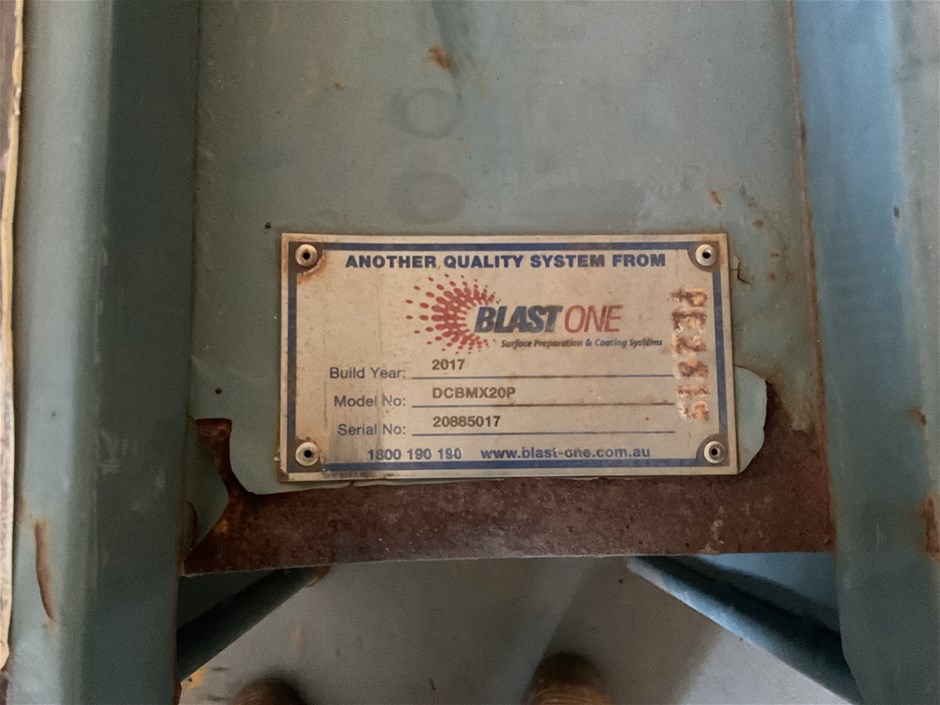 ANOTHER QUALITY SYSTEM FROM
BLAST ONE
Surface Preparation & Coating Systems
Build Year: 2017
Model No: DCBMX20P
Serial No: 20885017
1800 190 190 www.blast-one.com.au